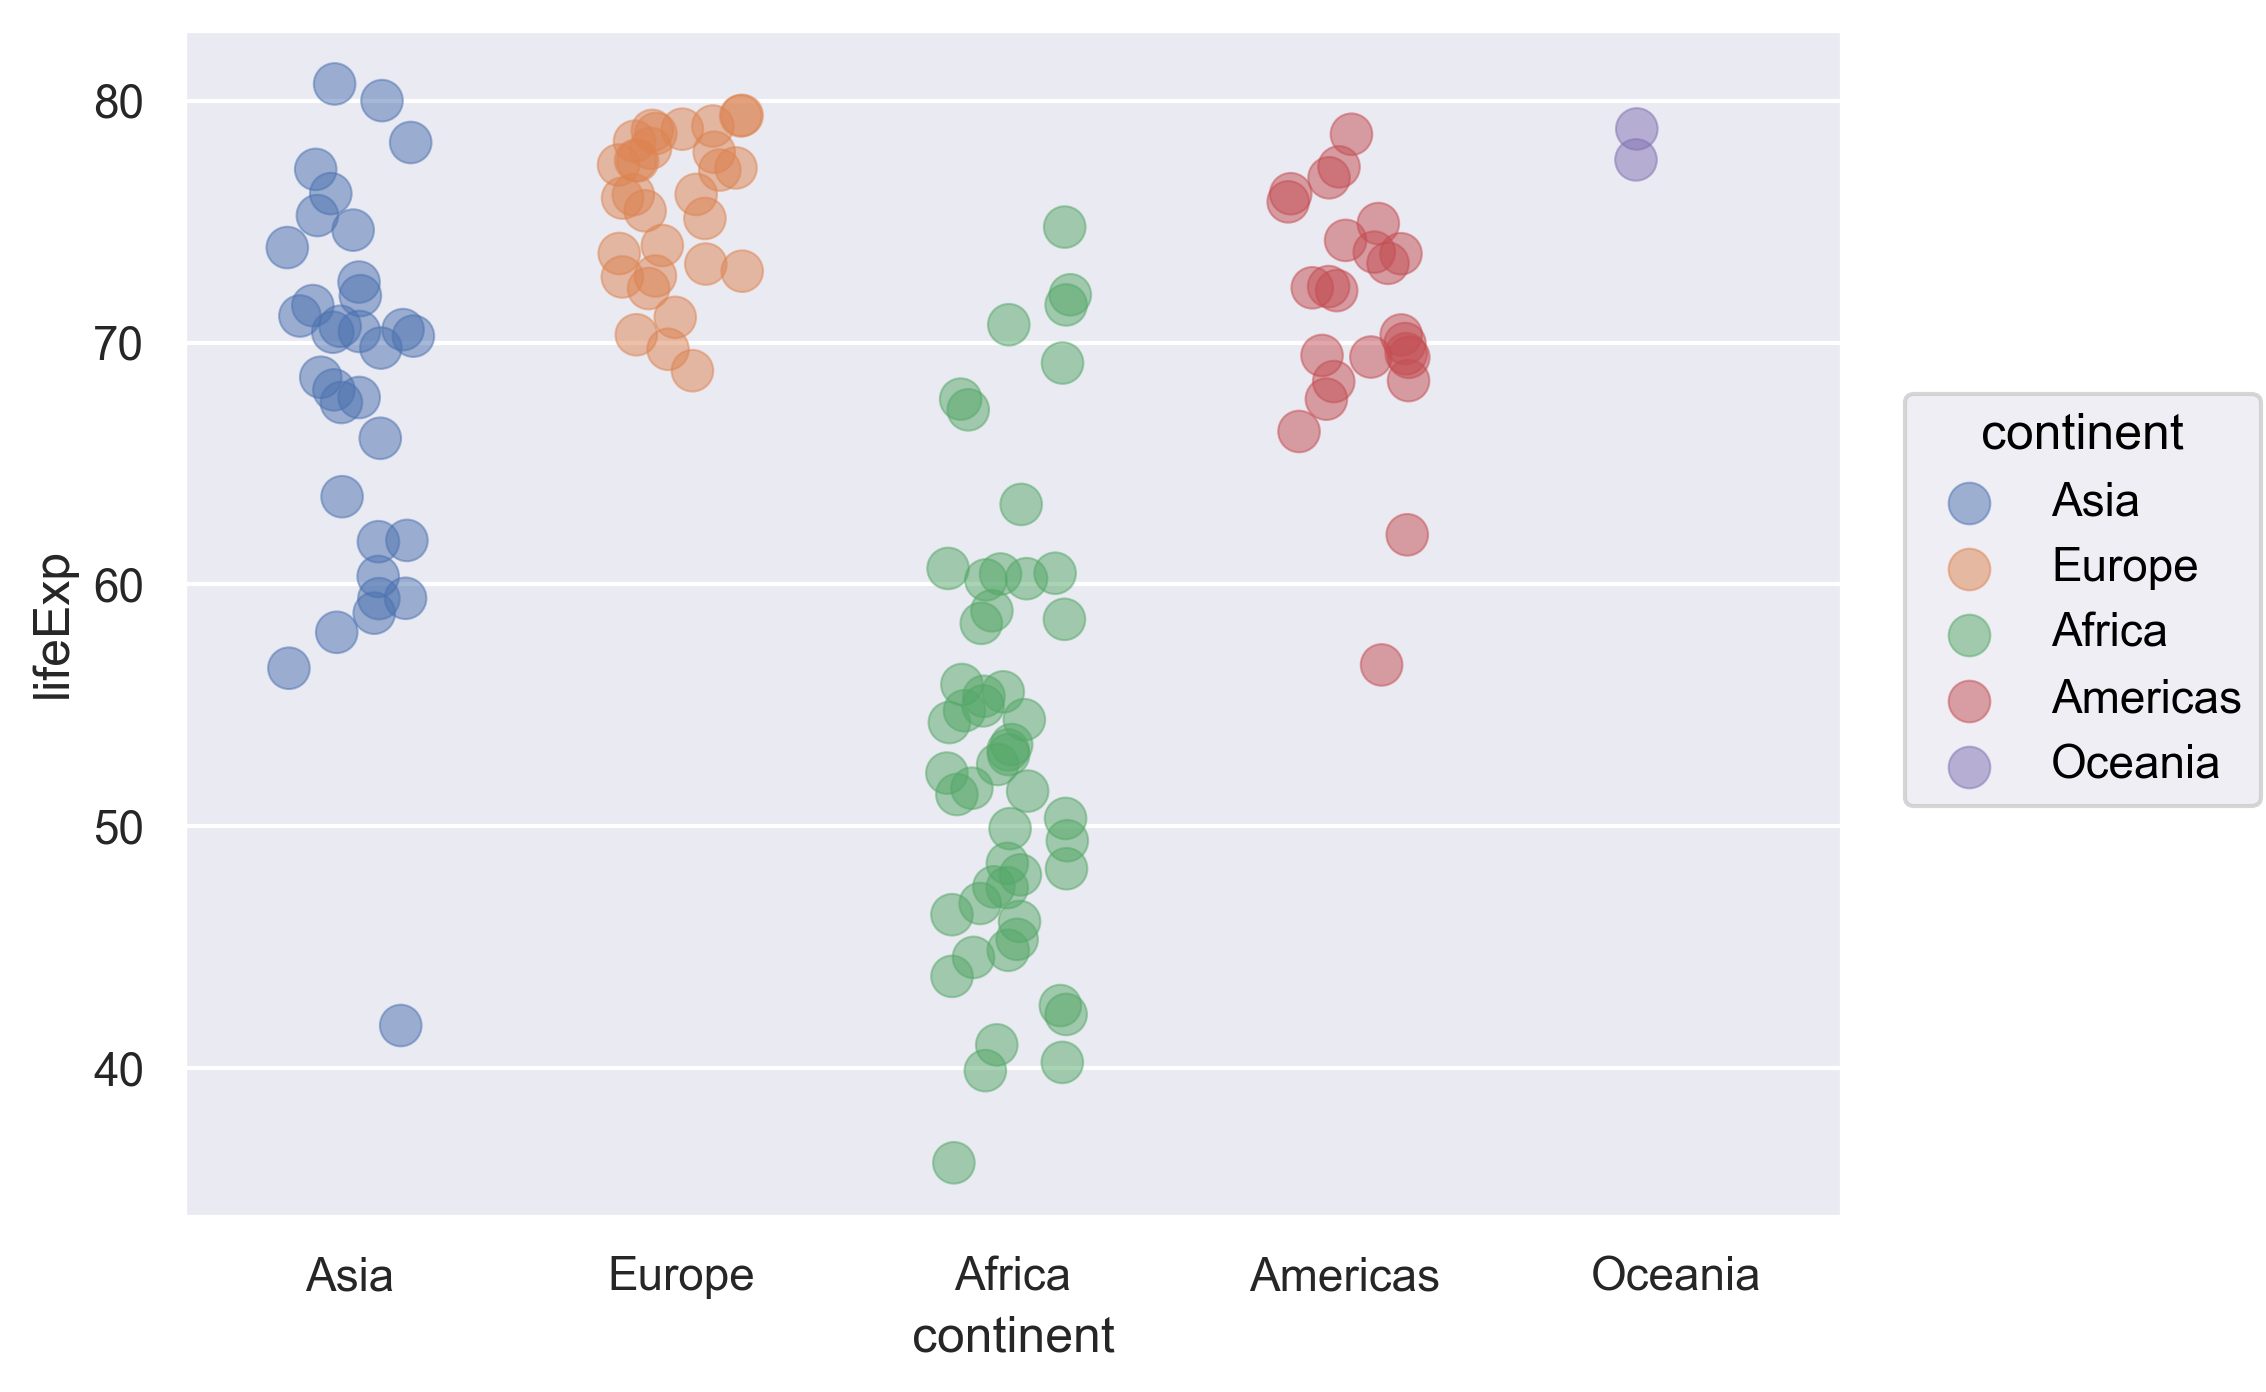 80
70
60
50
40
lifeExp
Asia
Europe
Africa
Americas
Oceania
continent
continent
Asia
Europe
Africa
Americas
Oceania